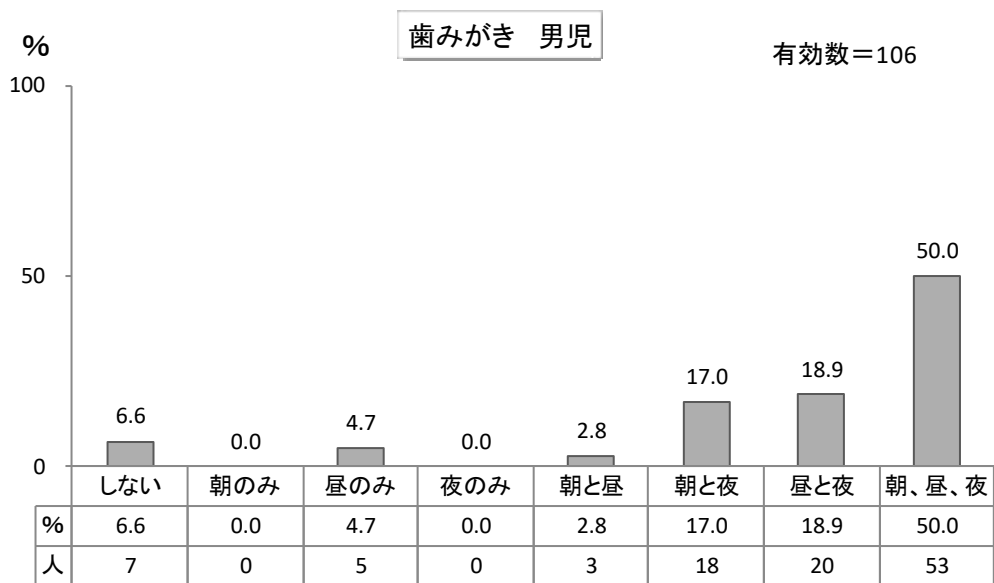 歯みがき　男児
%
有効数＝106
100
50.0
50
17.0 18.9
6.6 0.0 4.7 0.0 2.8
0
しない 朝のみ 昼のみ 夜のみ 朝と昼 朝と夜 昼と夜 朝、昼、夜
% 6.6 0.0 4.7 0.0 2.8 17.0 18.9 50.0
人 7 0 5 0 3 18 20 53